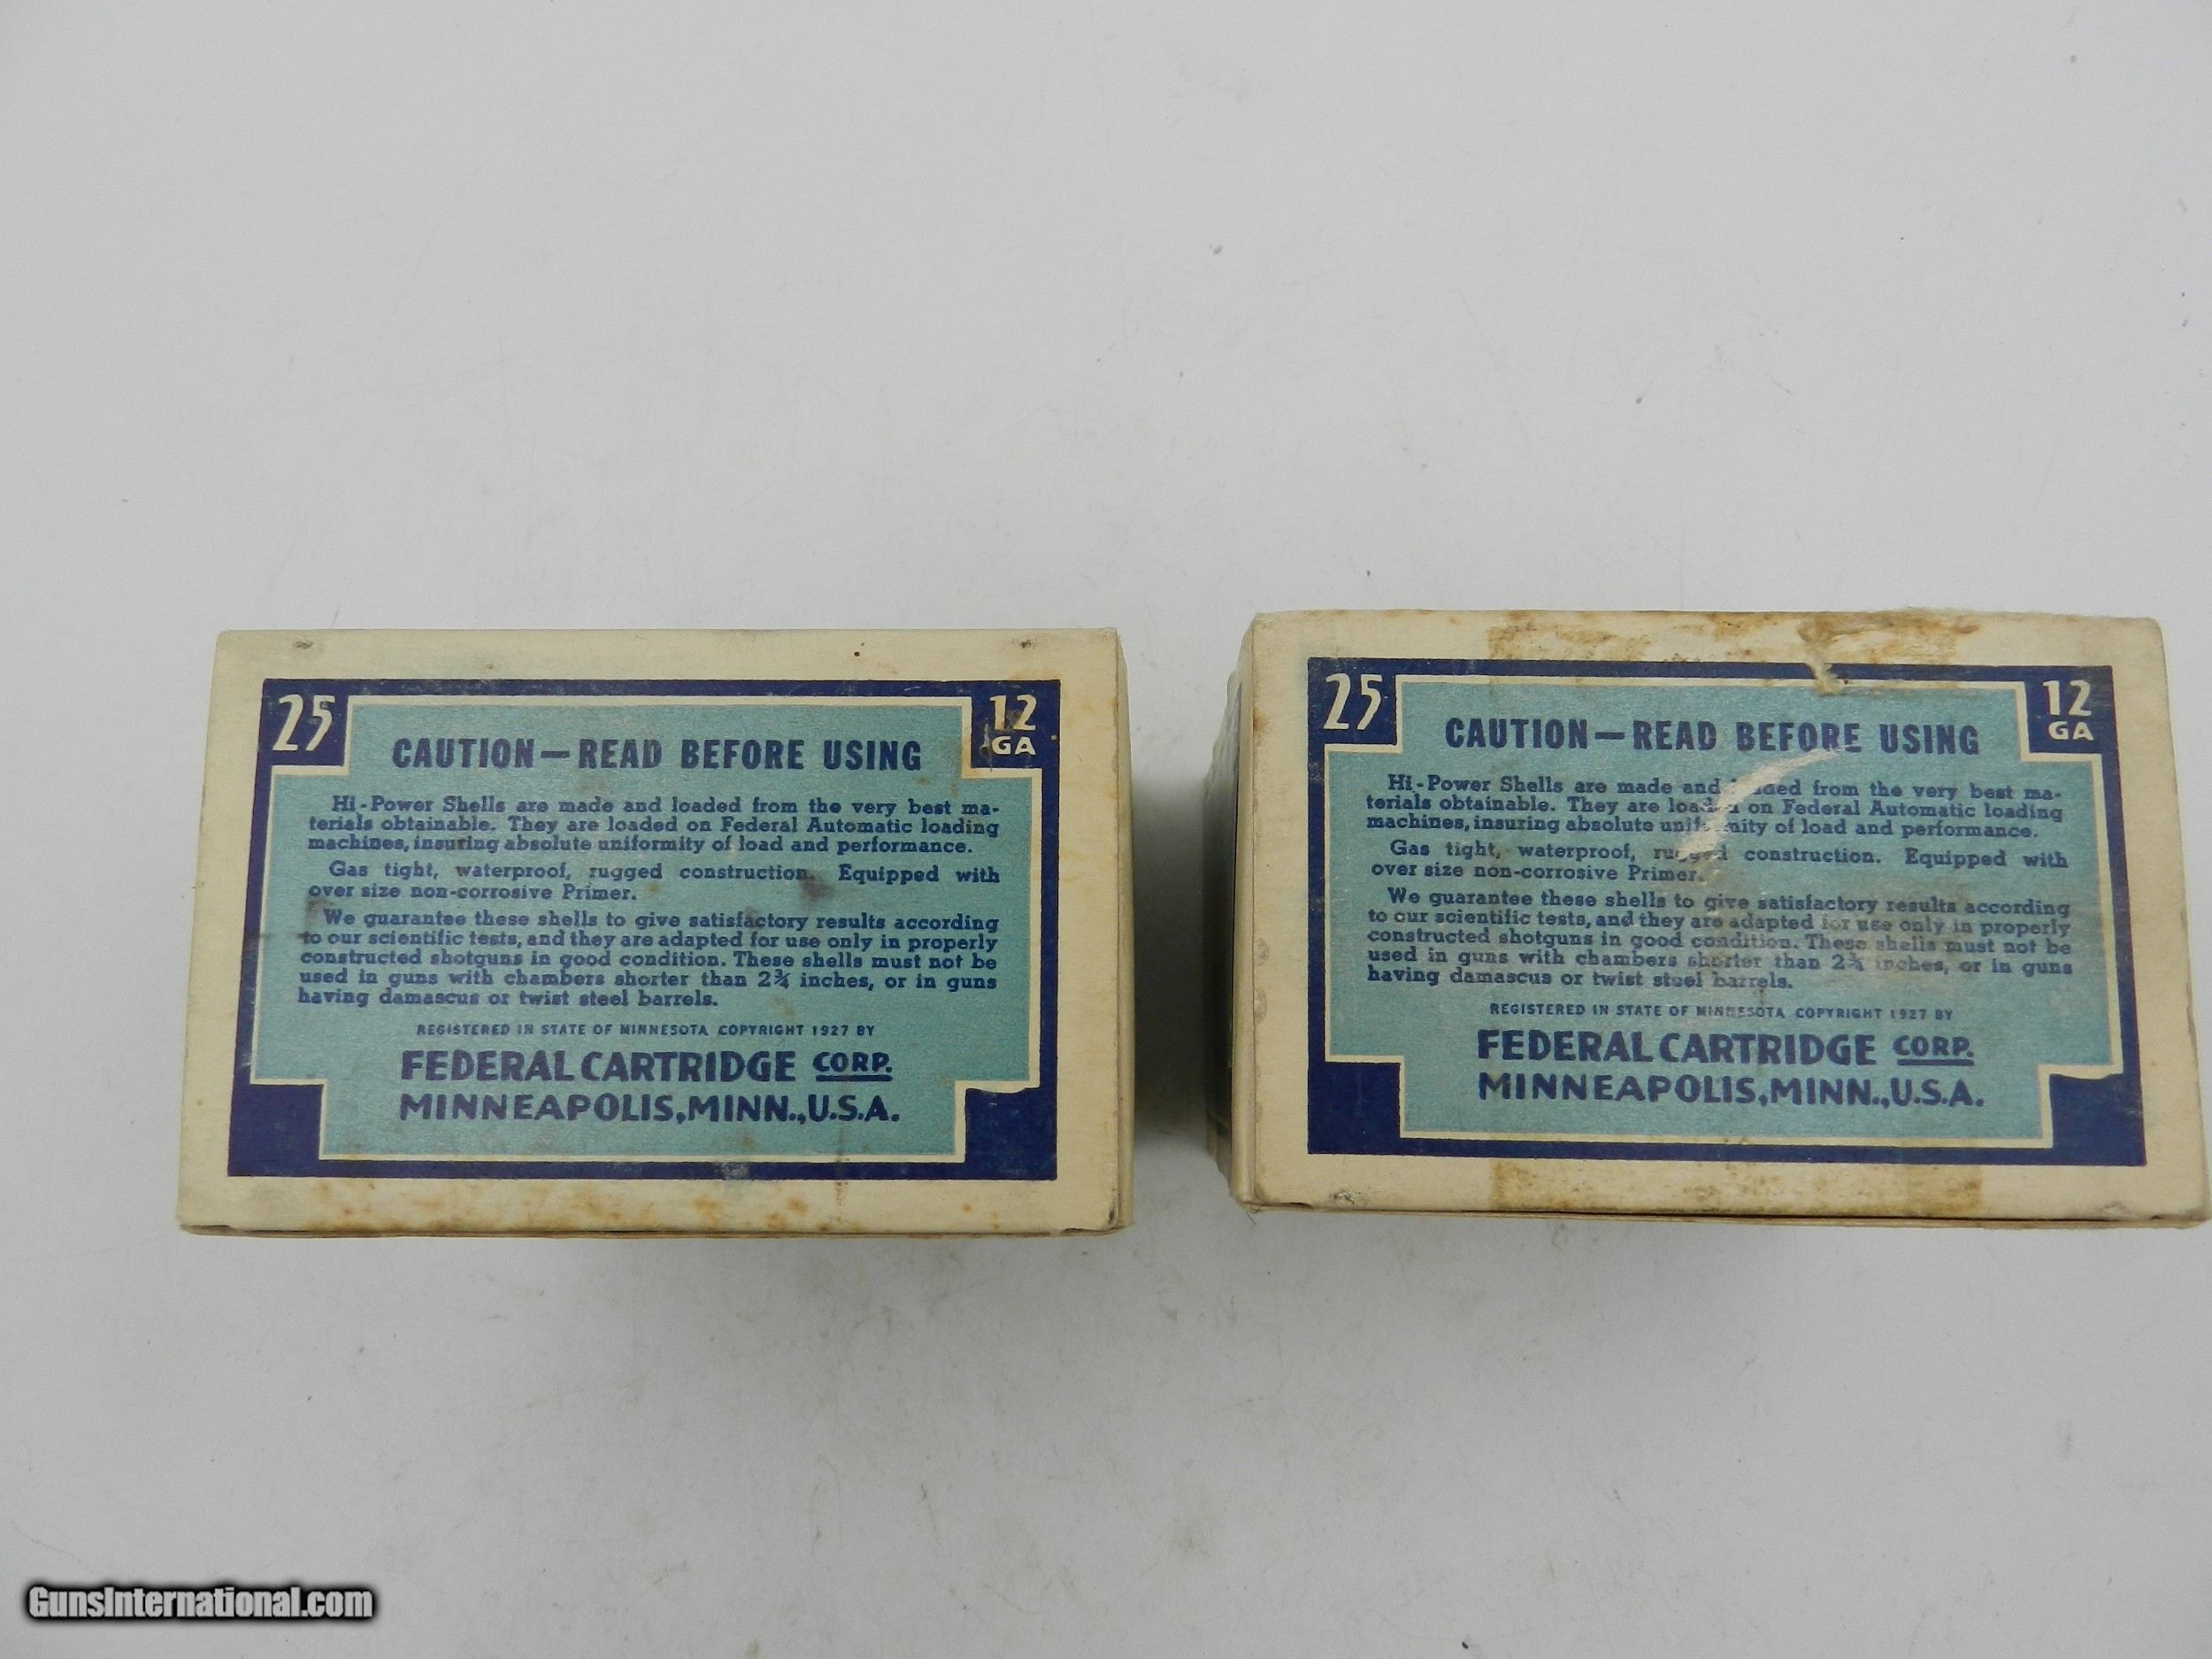 25
12
GA
CAUTION—READ BEFORE USING
Hi-Power Shells are made and loaded from the very best ma-
terials obtainable. They are loaded on Federal Automatic loading
machines, insuring absolute uniformity of load and performance.
Gas tight, waterproof, rugged construction. Equipped with
over size non-corrosive Primer.
We guarantee these shells to give satisfactory results according
to our scientific tests, and they are adapted for use only in properly
constructed shotguns in good condition. These shells must not be
used in guns with chambers shorter than 2¾ inches, or in guns
having damascus or twist steel barrels.
REGISTERED IN STATE OF MINNESOTA COPYRIGHT 1927 BY
FEDERAL CARTRIDGE CORP.
MINNEAPOLIS, MINN., U.S.A.
25
12
GA
CAUTION—READ BEFORE USING
Hi-Power Shells are made and from the very best ma-
terials obtainable. They are on Federal Automatic loading
machines, insuring absolute uniformity of load and performance.
Gas tight, waterproof, rugged construction. Equipped with
over size non-corrosive Primer.
We guarantee these shells to give satisfactory results according
to our scientific tests, and they are adapted for use only in properly
constructed shotguns in good condition. These shells must not be
used in guns with chambers shorter than 2¾ inches, or in guns
having damascus or twist steel barrels.
REGISTERED IN STATE OF MINNESOTA COPYRIGHT 1927 BY
FEDERAL CARTRIDGE CORP.
MINNEAPOLIS, MINN., U.S.A.
GunsInternational.com